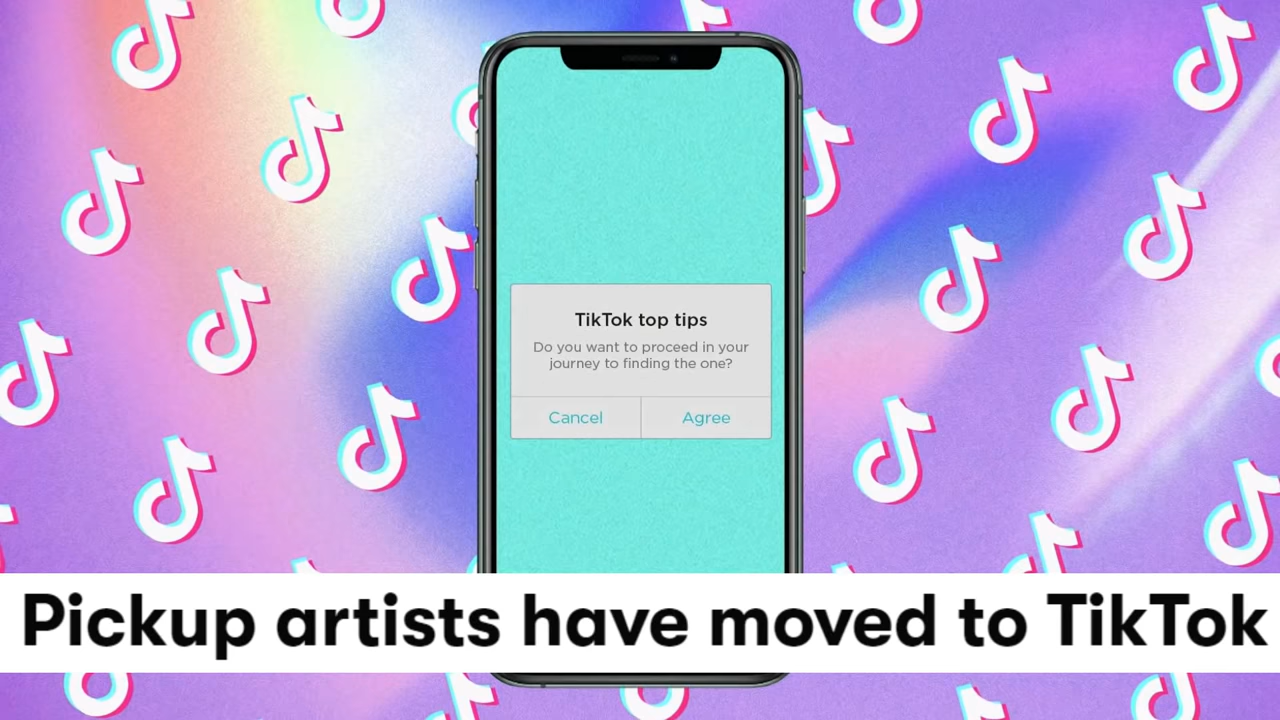 TikTok top tips
Do you want to proceed in your
journey to finding the one?
Cancel Agree
Pickup artists have moved to TikTok